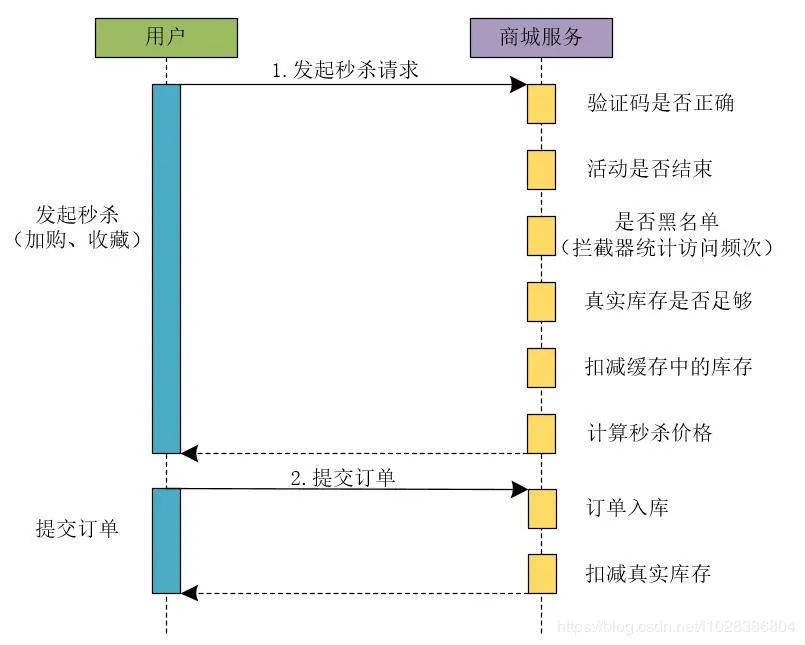 用户
商城服务
1.发起秒杀请求
验证码是否正确
活动是否结束
发起秒杀
（加购、收藏）
是否黑名单
（拦截器统计访问频次）
真实库存是否足够
扣减缓存中的库存
计算秒杀价格
2.提交订单
提交订单
订单入库
扣减真实库存
https://blog.csdn.net/l1028386804